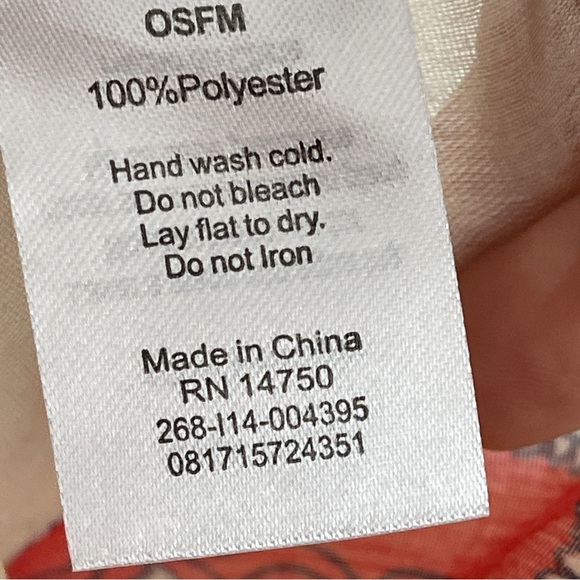 OSFM
100%Polyester
Hand wash cold.
Do not bleach
Lay flat to dry.
Do not Iron
Made in China
RN 14750
268-I14-004395
081715724351